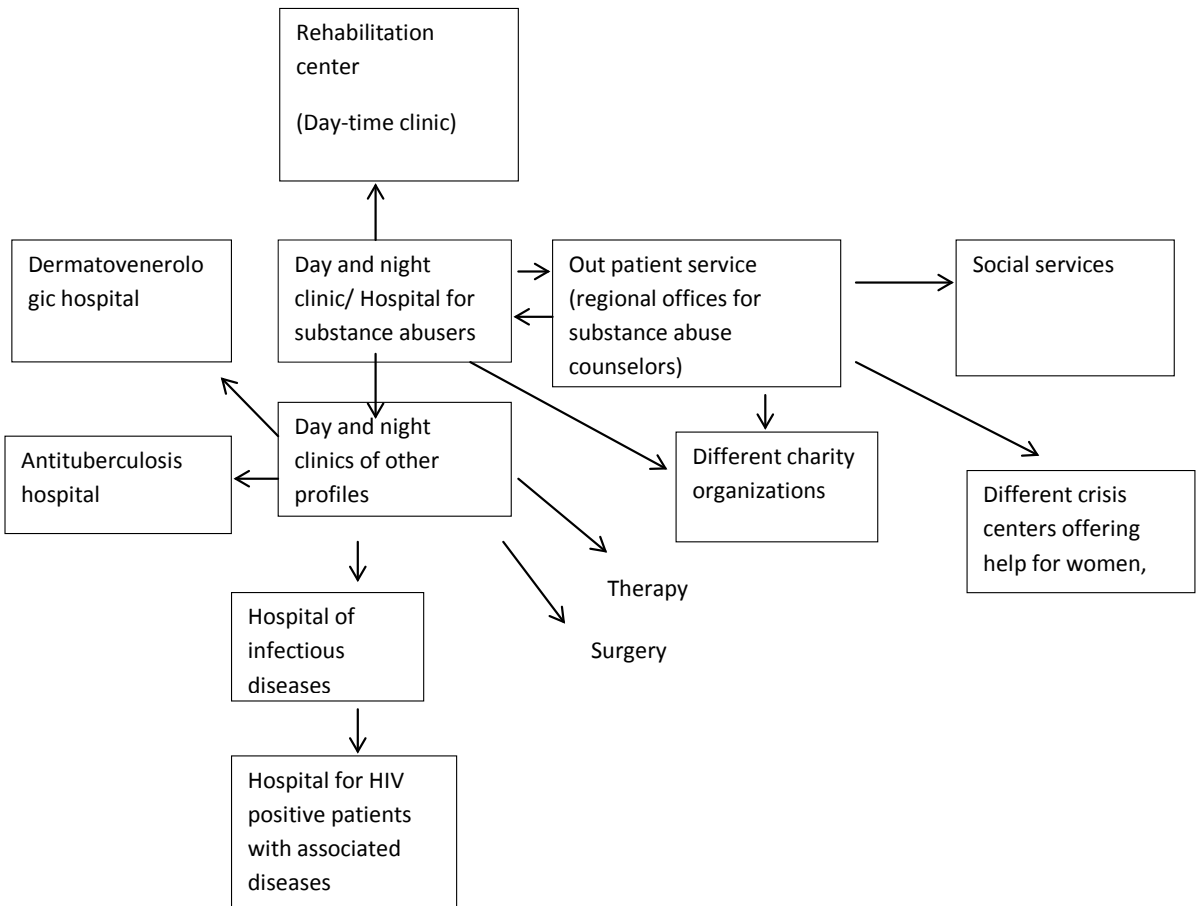 Rehabilitation
center
(Day-time clinic)
Dermatovenerolo
gic hospital
Day and night
clinic/ Hospital for
substance abusers
Out patient service
(regional offices for
substance abuse
counselors)
Social services
Antituberculosis
hospital
Day and night
clinics of other
profiles
Different charity
organizations
Different crisis
centers offering
help for women,
Therapy
Surgery
Hospital of
infectious
diseases
Hospital for HIV
positive patients
with associated
diseases